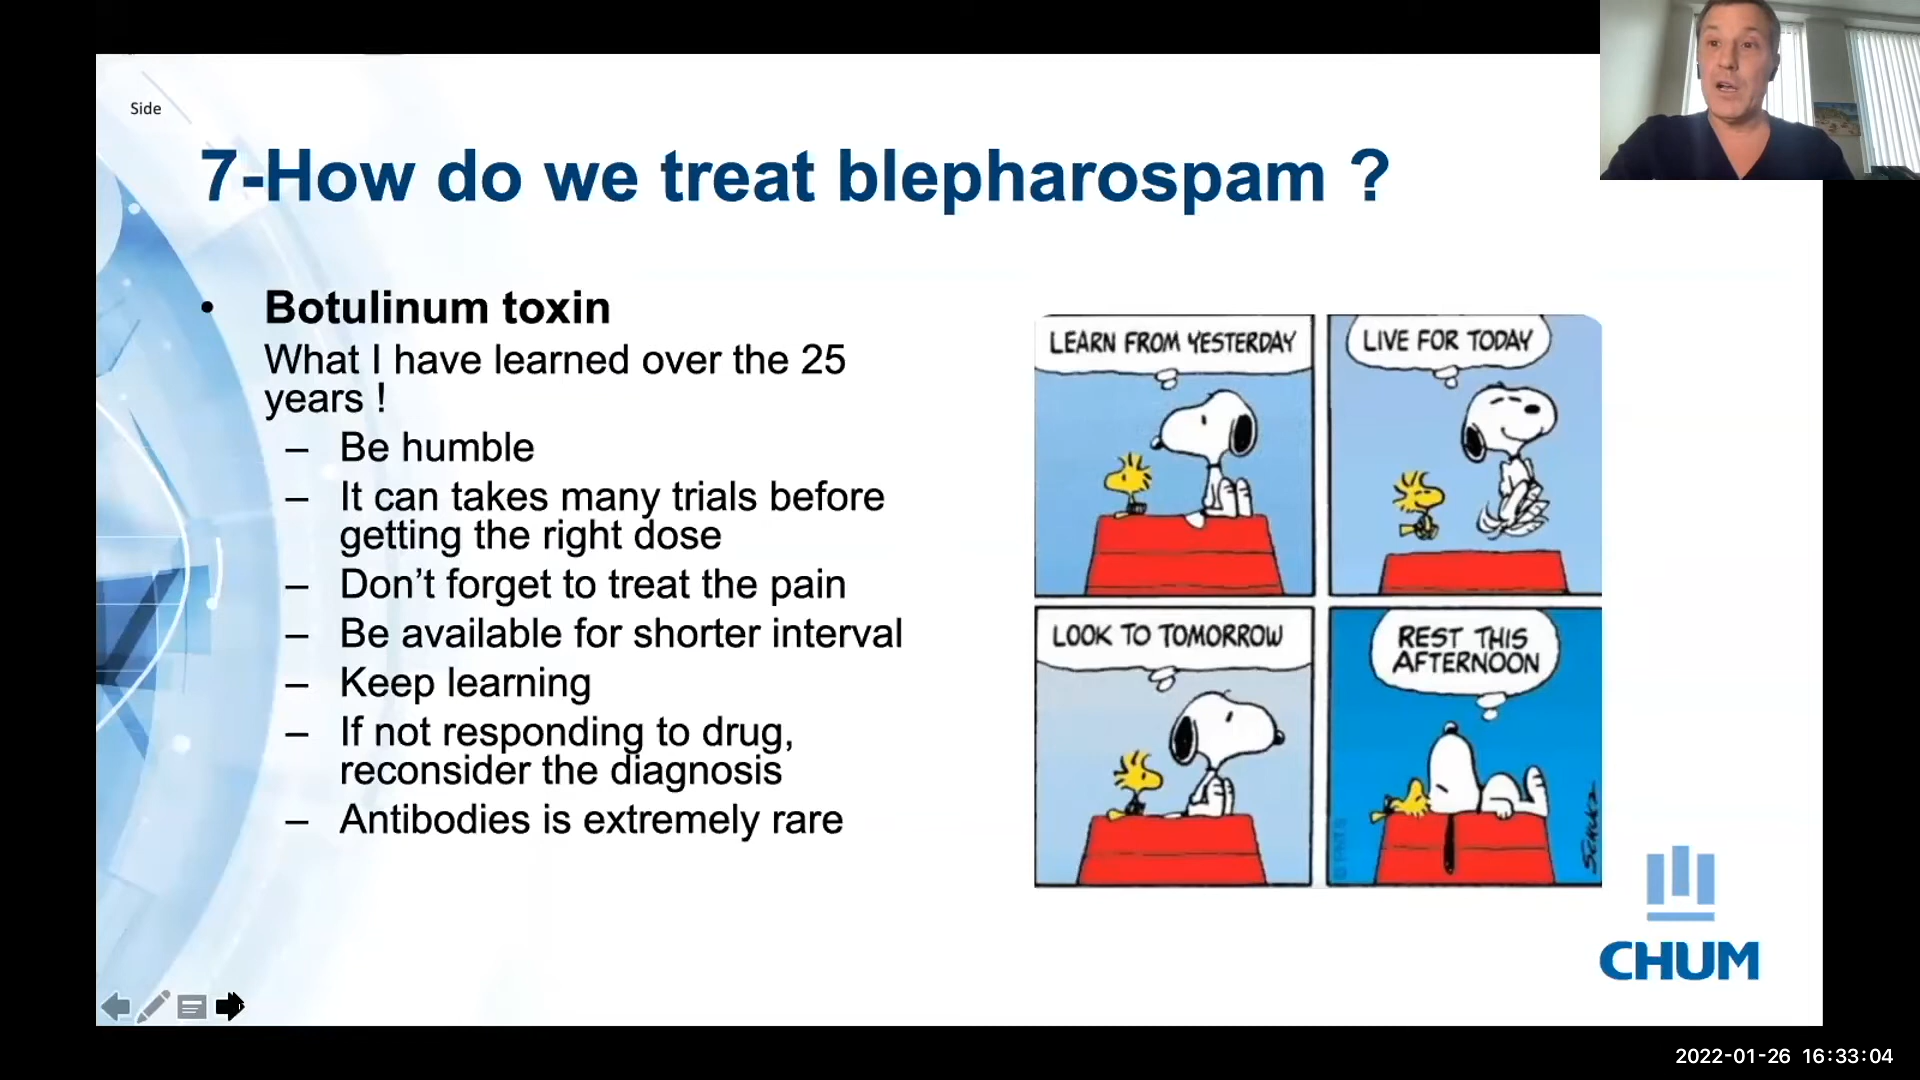 Side
7-How do we treat blepharospam ?
• Botulinum toxin
What I have learned over the 25
years !
– Be humble
– It can takes many trials before
getting the right dose
– Don’t forget to treat the pain
– Be available for shorter interval
– Keep learning
– If not responding to drug,
reconsider the diagnosis
– Antibodies is extremely rare
LEARN FROM YESTERDAY
LIVE FOR TODAY
LOOK TO TOMORROW
REST THIS
AFTERNOON
SCHULZ
CHUM
2022-01-26 16:33:04